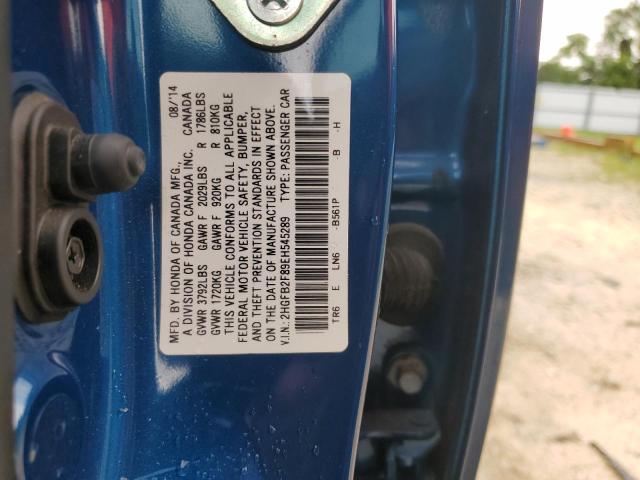 MFD. BY HONDA OF CANADA MFG., 08/'14
A DIVISION OF HONDA CANADA INC. CANADA
GVWR 3792LBS GAWR F 2029LBS R 1786LBS
GVWR 1720KG GAWR F 920KG R 810KG
THIS VEHICLE CONFORMS TO ALL APPLICABLE
FEDERAL MOTOR VEHICLE SAFETY, BUMPER,
AND THEFT PREVENTION STANDARDS IN EFFECT
ON THE DATE OF MANUFACTURE SHOWN ABOVE.
V.I.N.: 2HGFB2F89EH545289 TYPE: PASSENGER CAR
TR6 E LN6 -B561P -B -H